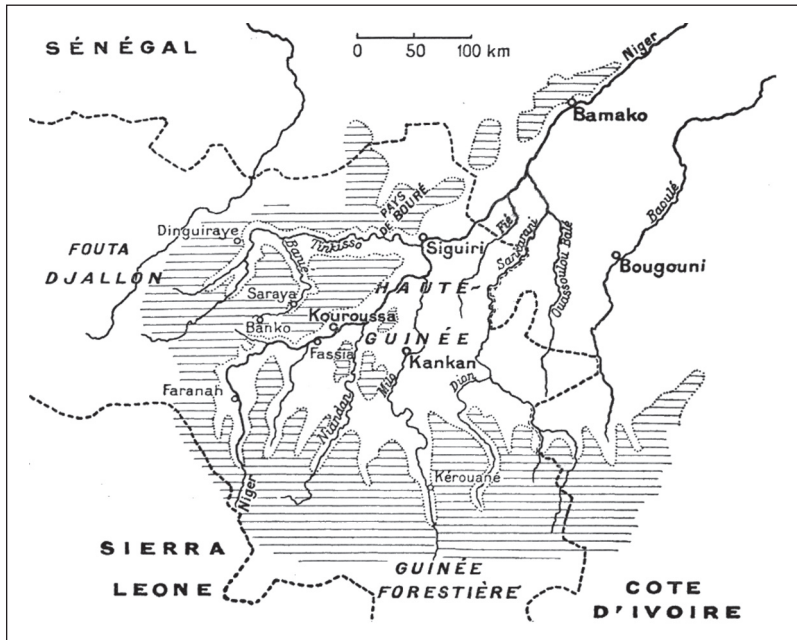 SÉNÉGAL
0 50 100 km
Niger
Bamako
PAYS
DE BOURÉ
Baoulé
Dinguiraye
Banié
Tinkisso
Siguiri
Fié
Sankarani
Ouassoulou Balé
Bougouni
FOUTA
DJALLON
Saraya
HAUTE-
Banko
Kouroussa
GUINÉE
Fassia
Kankan
Faranah
Niandan
Milo
Dion
Kérouané
Niger
SIERRA
LEONE
GUINÉE
FORESTIÈRE
COTE
D'IVOIRE